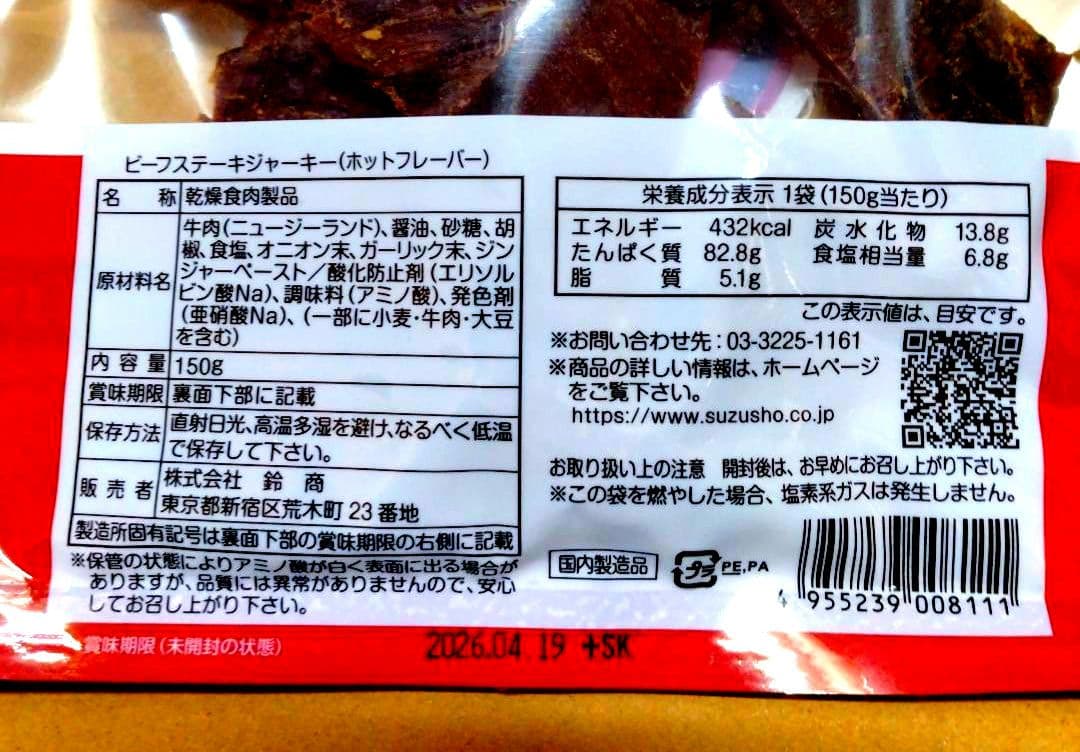 ビーフステーキジャーキー(ホットフレーバー)
名 称 乾燥食肉製品
原材料名
牛肉(ニュージーランド)、醤油、砂糖、胡
椒、食塩、オニオン末、ガーリック末、ジン
ジャーペースト/酸化防止剤(エリソル
ビン酸Na)、調味料(アミノ酸)、発色剤
(亜硝酸Na)、(一部に小麦・牛肉・大豆
を含む)
内容量 150g
賞味期限 裏面下部に記載
保存方法
直射日光、高温多湿を避け、なるべく低温
で保存して下さい。
販売者
株式会社 鈴商
東京都新宿区荒木町23番地
製造所固有記号は裏面下部の賞味期限の右側に記載
※保管の状態によりアミノ酸が白く表面に出る場合が
ありますが、品質には異常がありませんので、安心
してお召し上がり下さい。
栄養成分表示 1袋(150g当たり)
エネルギー 432kcal 炭水化物 13.8g
たんぱく質 82.8g 食塩相当量 6.8g
脂質 5.1g
この表示値は、目安です。
※お問い合わせ先:03-3225-1161
※商品の詳しい情報は、ホームページ
をご覧下さい。
https://www.suzusho.co.jp
お取り扱い上の注意 開封後は、お早めにお召し上がり下さい。
※この袋を燃やした場合、塩素系ガスは発生しません。
国内製造品
プラ PE,PA
4 955239 008111
賞味期限(未開封の状態) 2026.04.19 +SK